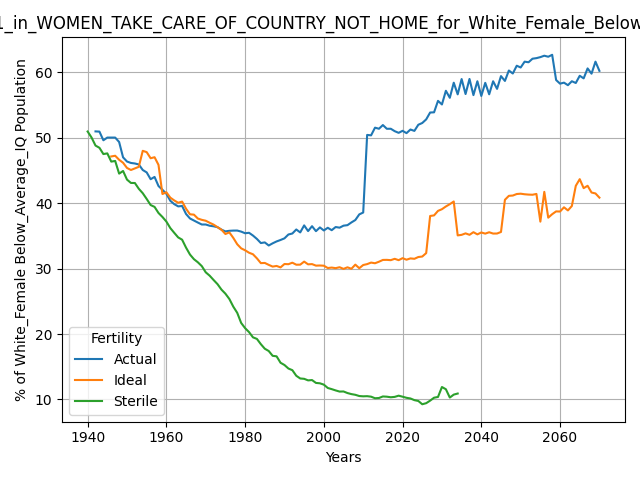 1_in_WOMEN_TAKE_CARE_OF_COUNTRY_NOT_HOME_for_White_Female_Below
% of White_Female Below_Average_IQ Population
60
50
40
30
20
10
Fertility
Actual
Ideal
Sterile
1940 1960 1980 2000 2020 2040 2060
Years